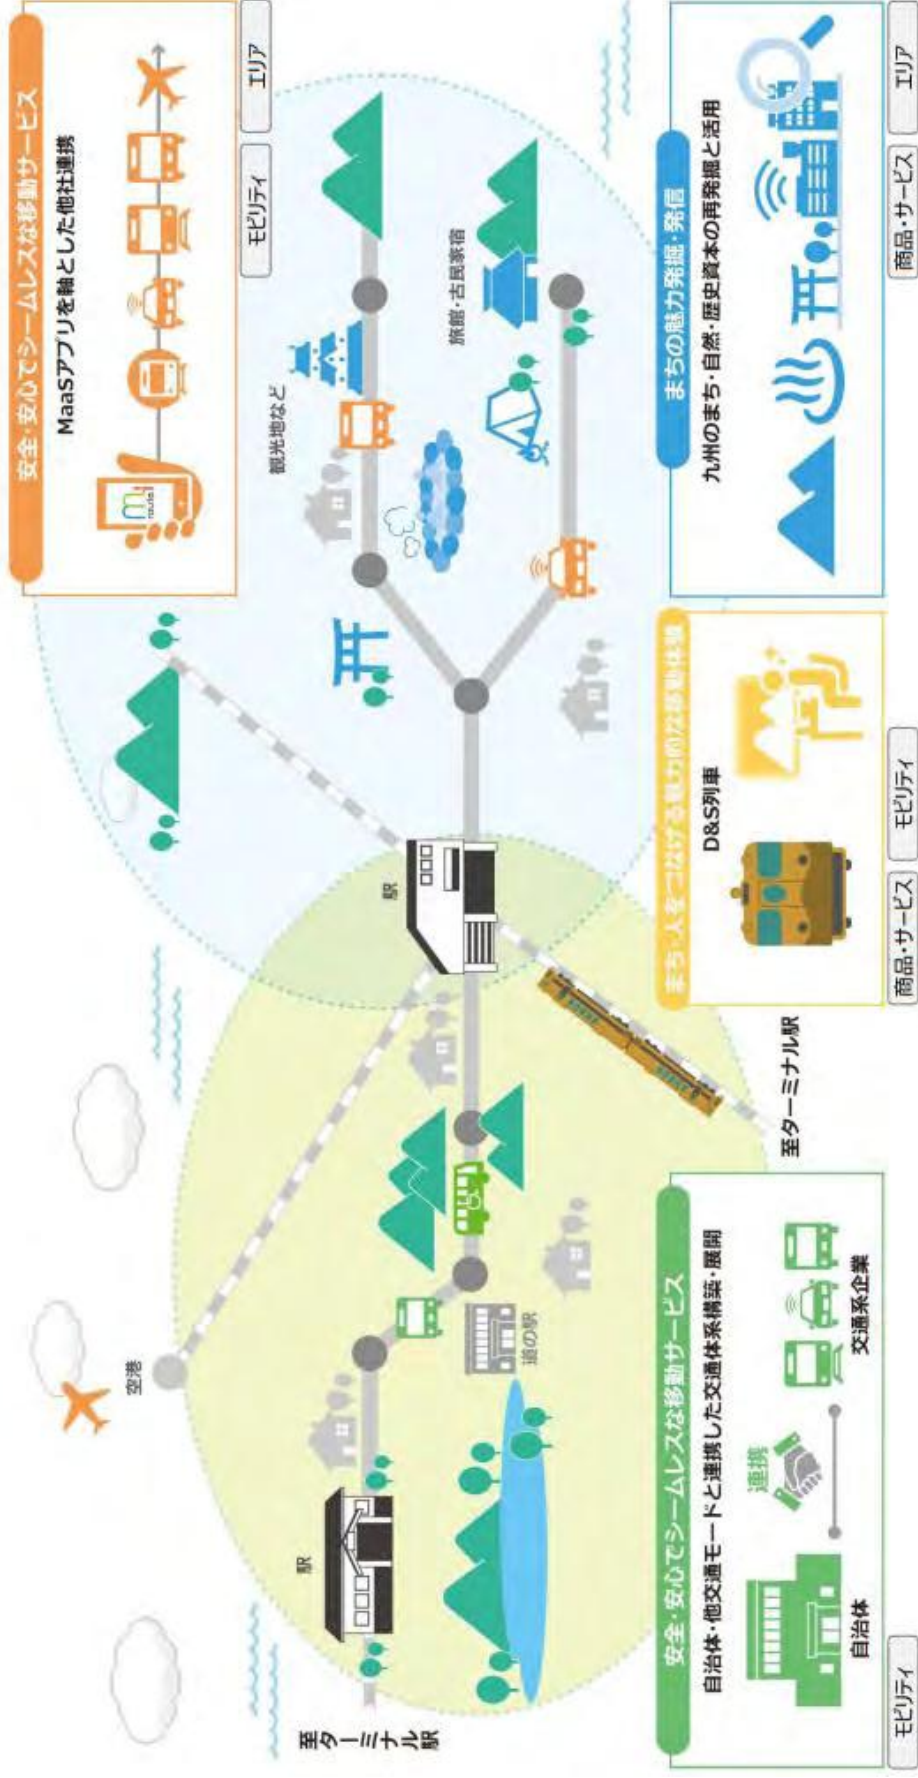 安全・安心でシームレスな移動サービス
MaaSアプリを軸とした他社連携
my route
モビリティ
エリア
空港
駅
駅
観光地など
旅館・古民家宿
道の駅
至ターミナル駅
至ターミナル駅
安全・安心でシームレスな移動サービス
自治体・他交通モードと連携した交通体系構築・展開
連携
自治体
交通系企業
モビリティ
まち・人をつなげる魅力的な移動体験
D&S列車
商品・サービス
モビリティ
まちの魅力発掘・発信
九州のまち・自然・歴史資本の再発掘と活用
商品・サービス
エリア